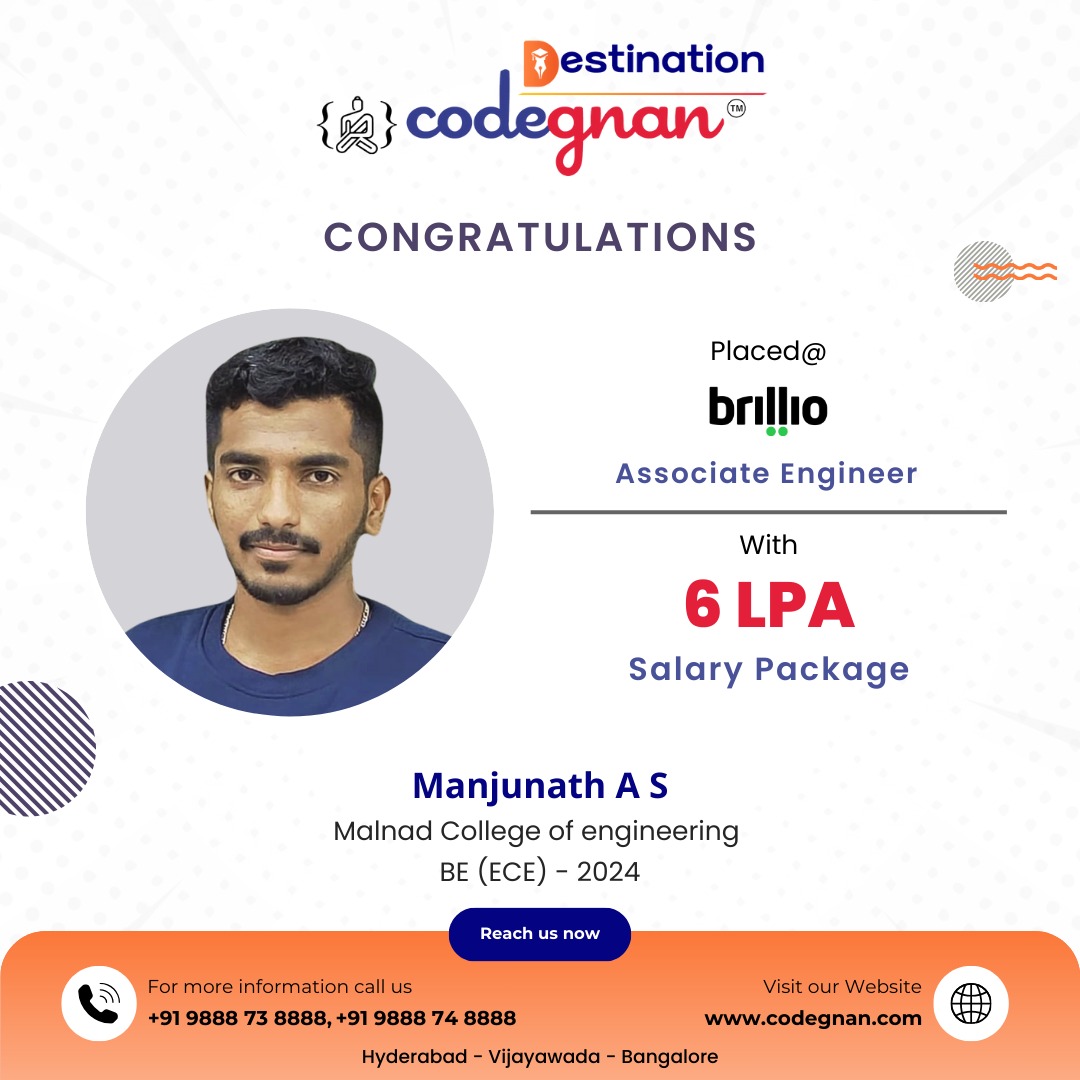 Destination
codegnan™
CONGRATULATIONS
Placed@
brillio
Associate Engineer
With
6 LPA
Salary Package
Manjunath A S
Malnad College of engineering
BE (ECE) - 2024
Reach us now
For more information call us
+91 9888 73 8888, +91 9888 74 8888
Visit our Website
www.codegnan.com
Hyderabad - Vijayawada - Bangalore